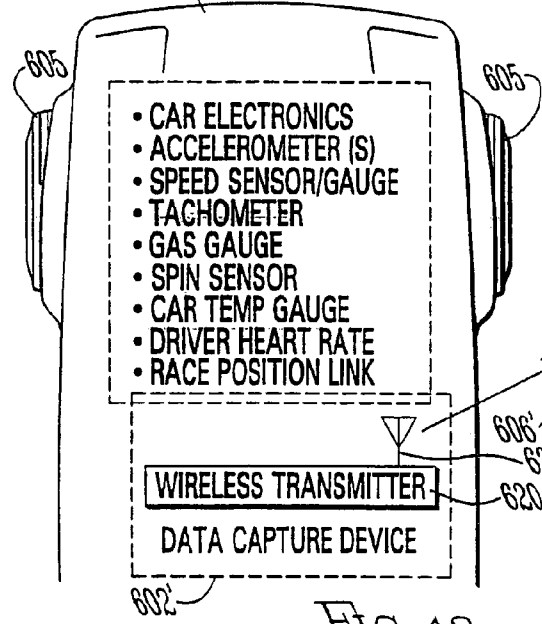 605
605
• CAR ELECTRONICS
• ACCELEROMETER (S)
• SPEED SENSOR/GAUGE
• TACHOMETER
• GAS GAUGE
• SPIN SENSOR
• CAR TEMP GAUGE
• DRIVER HEART RATE
• RACE POSITION LINK
606'
WIRELESS TRANSMITTER
620
DATA CAPTURE DEVICE
602'